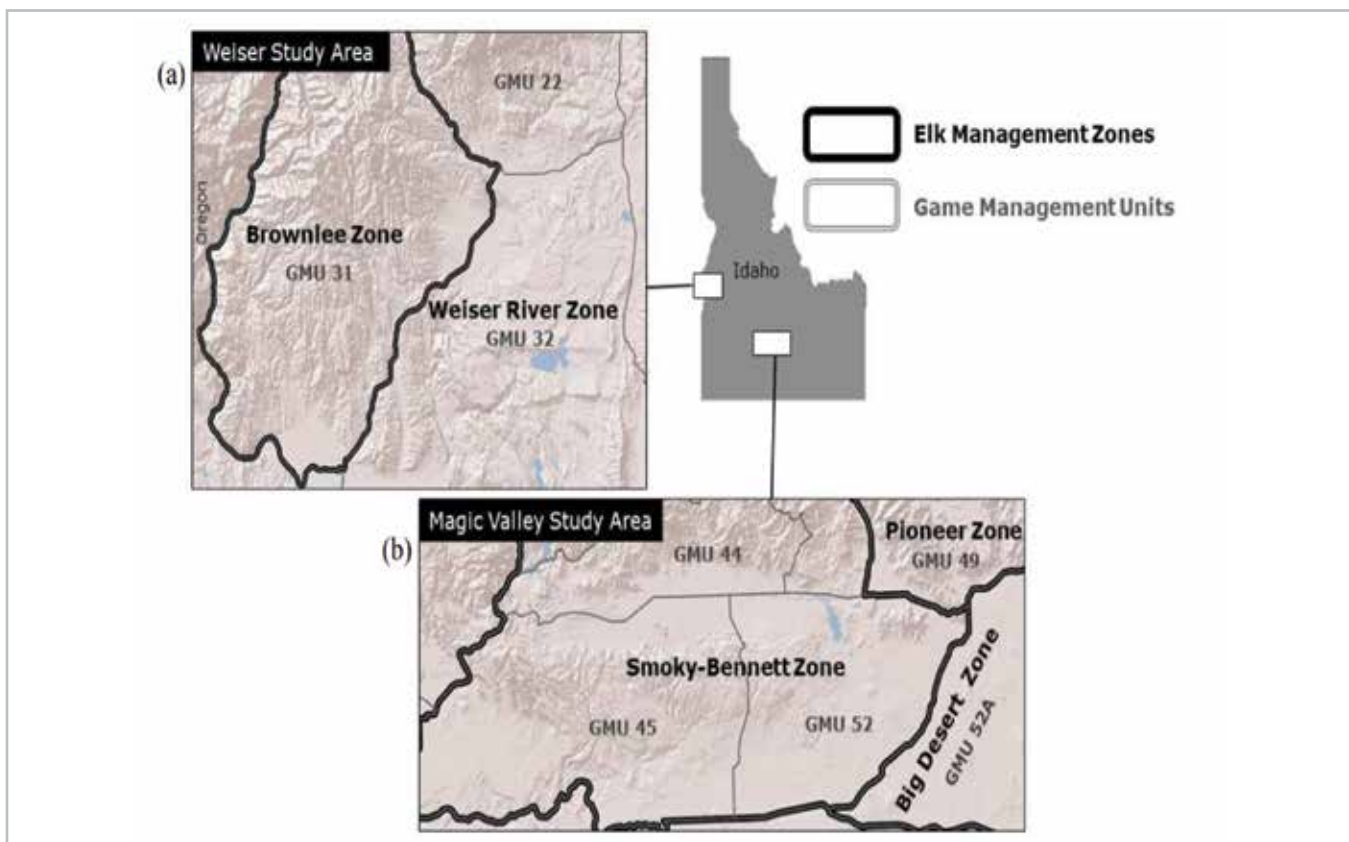 Weiser Study Area
(a)
GMU 22
Oregon
Brownlee Zone
GMU 31
Weiser River Zone
GMU 32
Elk Management Zones
Game Management Units
Idaho
Magic Valley Study Area
(b)
GMU 44
Pioneer Zone
GMU 49
Smoky-Bennett Zone
GMU 45
GMU 52
Big Desert Zone
GMU 52A